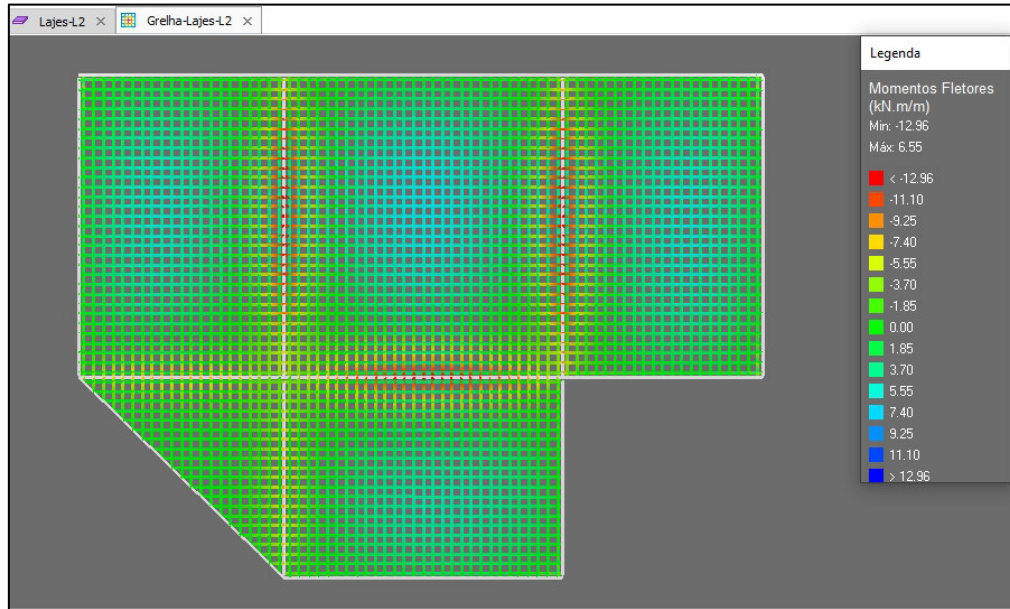 Lajes-L2
Grelha-Lajes-L2
Legenda
Momentos Fletores
(kN.m/m)
Min: -12.96
Máx: 6.55
< -12.96
-11.10
-9.25
-7.40
-5.55
-3.70
-1.85
0.00
1.85
3.70
5.55
7.40
9.25
11.10
> 12.96